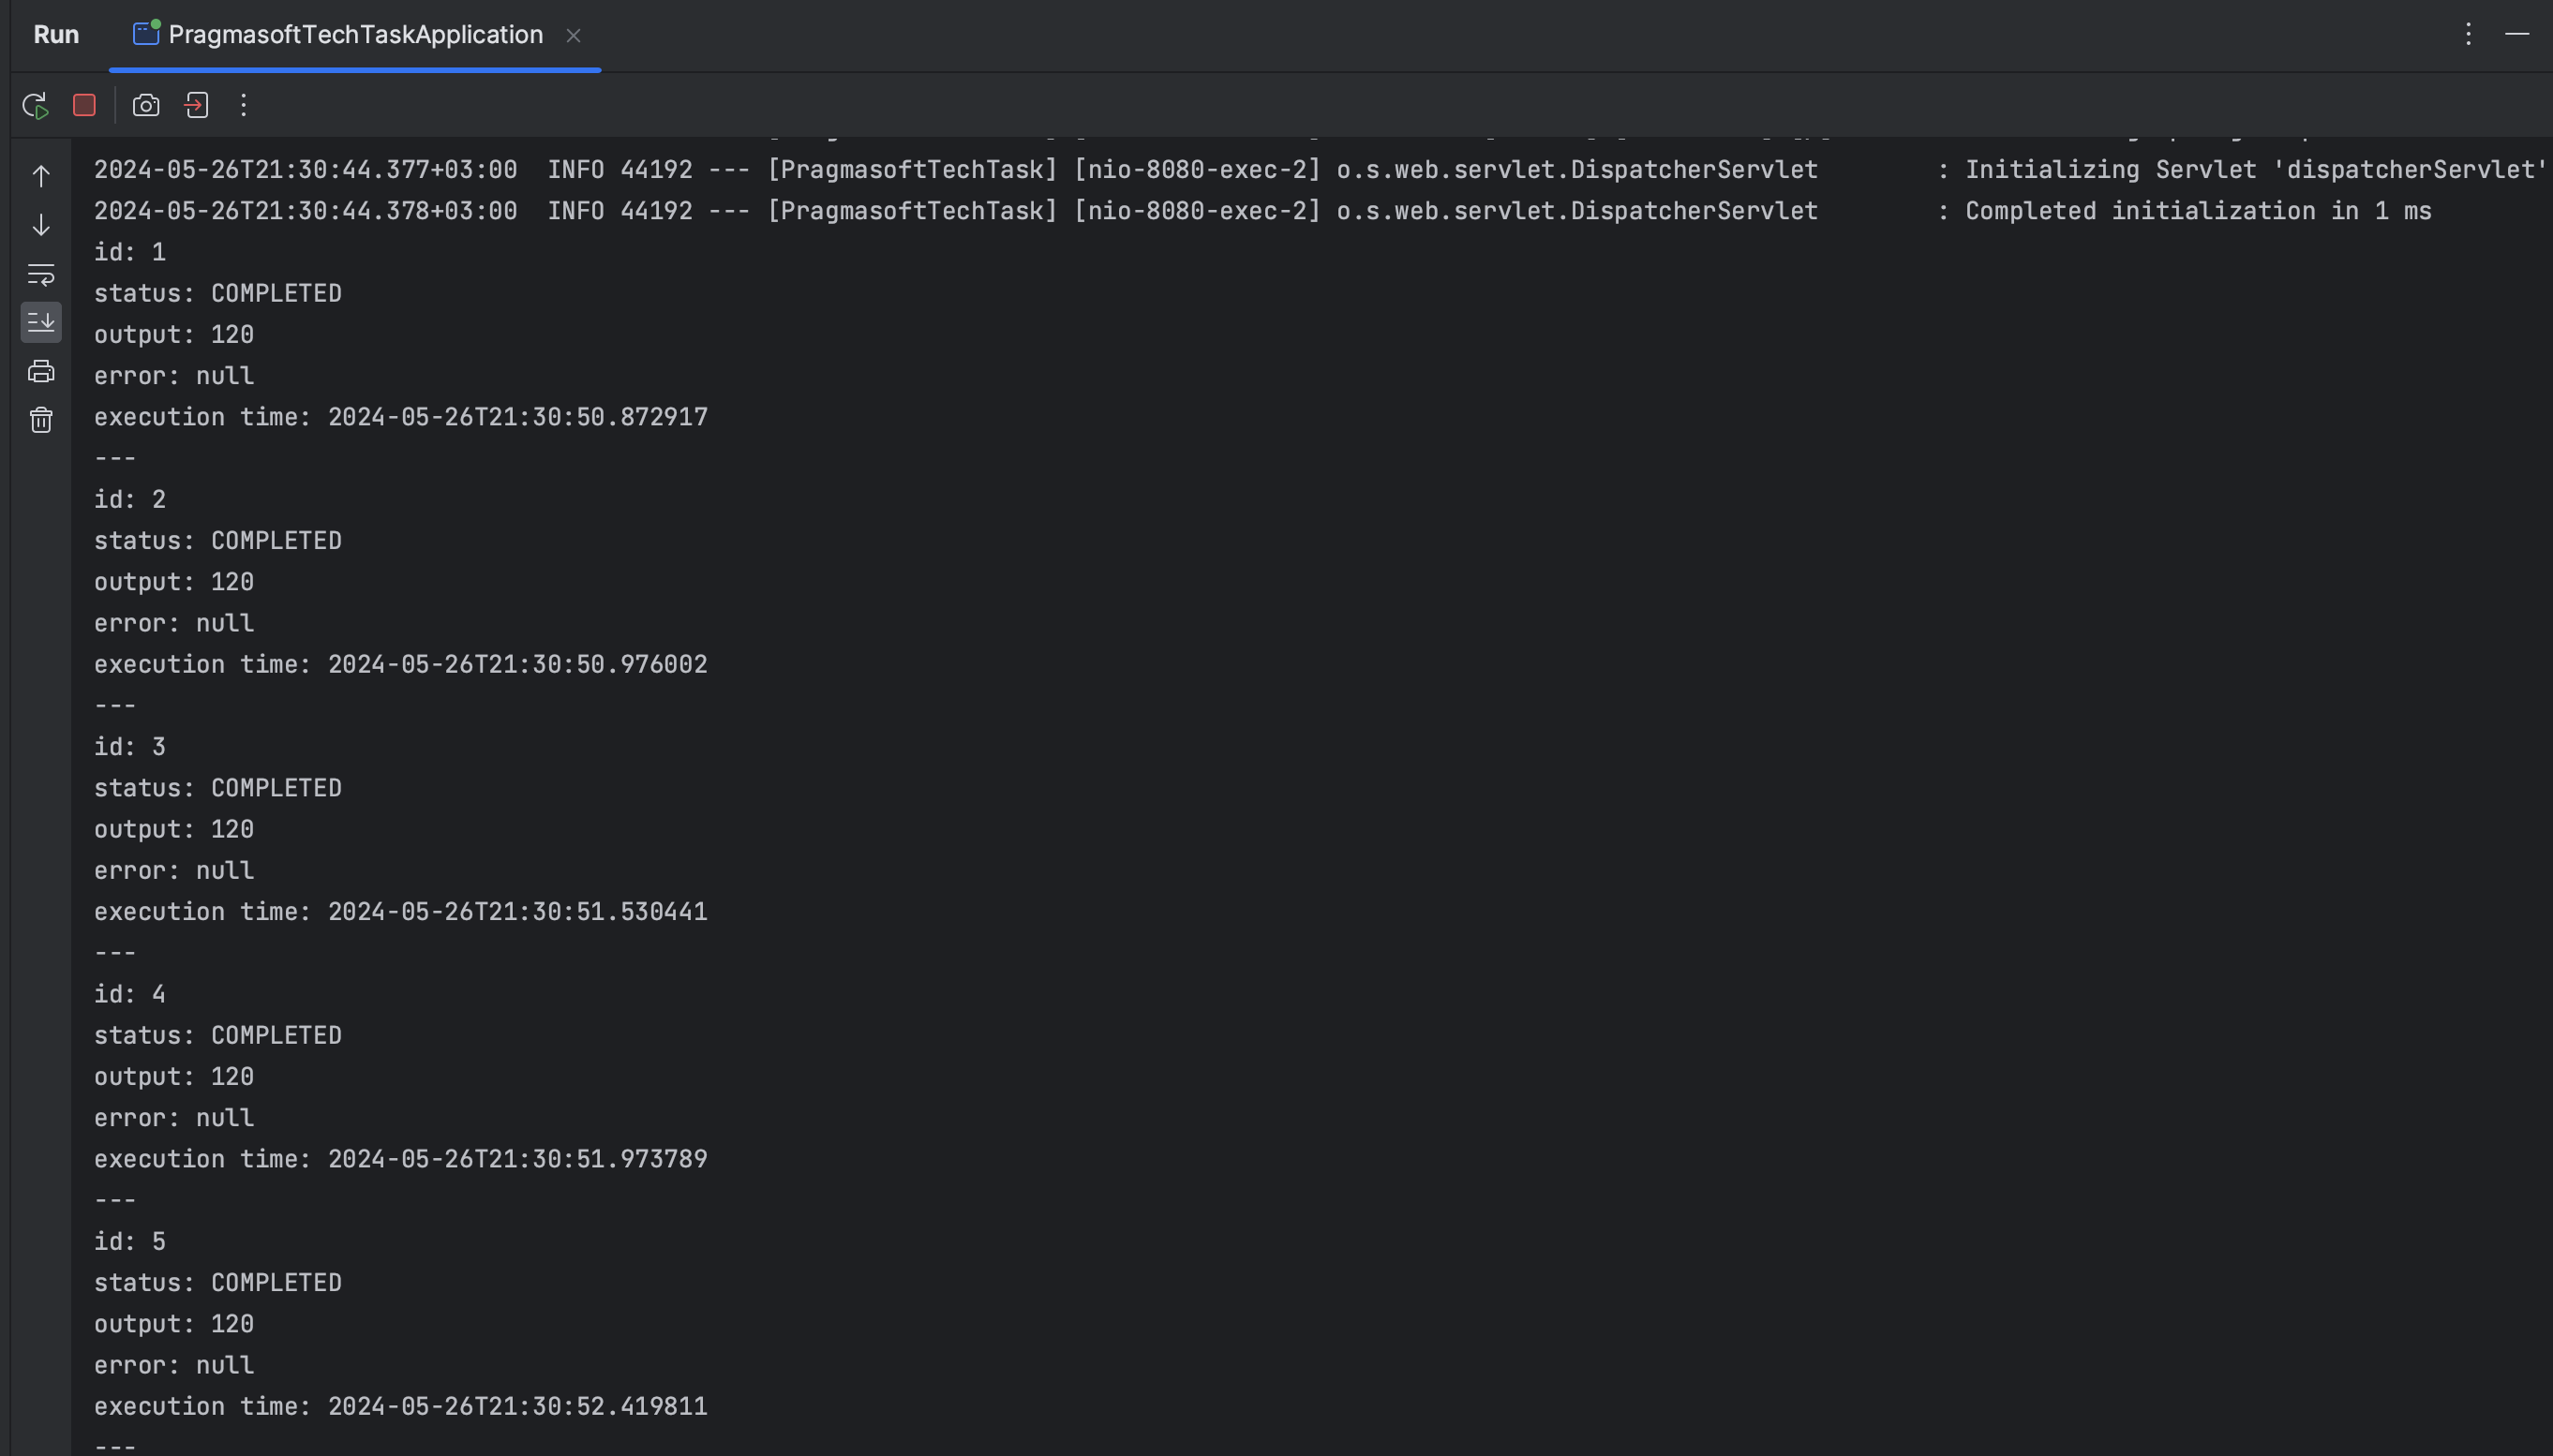 Run PragmasoftTechTaskApplication
2024-05-26T21:30:44.377+03:00  INFO 44192 --- [PragmasoftTechTask] [nio-8080-exec-2] o.s.web.servlet.DispatcherServlet        : Initializing Servlet 'dispatcherServlet'
2024-05-26T21:30:44.378+03:00  INFO 44192 --- [PragmasoftTechTask] [nio-8080-exec-2] o.s.web.servlet.DispatcherServlet        : Completed initialization in 1 ms
id: 1
status: COMPLETED
output: 120
error: null
execution time: 2024-05-26T21:30:50.872917
---
id: 2
status: COMPLETED
output: 120
error: null
execution time: 2024-05-26T21:30:50.976002
---
id: 3
status: COMPLETED
output: 120
error: null
execution time: 2024-05-26T21:30:51.530441
---
id: 4
status: COMPLETED
output: 120
error: null
execution time: 2024-05-26T21:30:51.973789
---
id: 5
status: COMPLETED
output: 120
error: null
execution time: 2024-05-26T21:30:52.419811
---